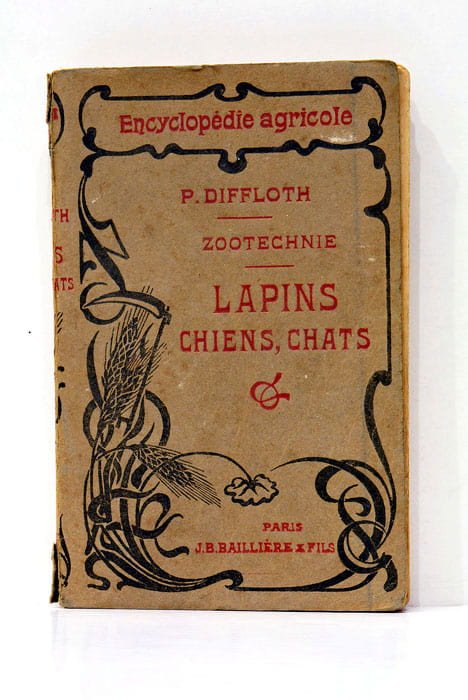 Encyclopédie agricole
P. DIFFLOTH
ZOOTECHNIE
LAPINS
CHIENS, CHATS
PARIS
J. B. BAILLIÈRE & FILS